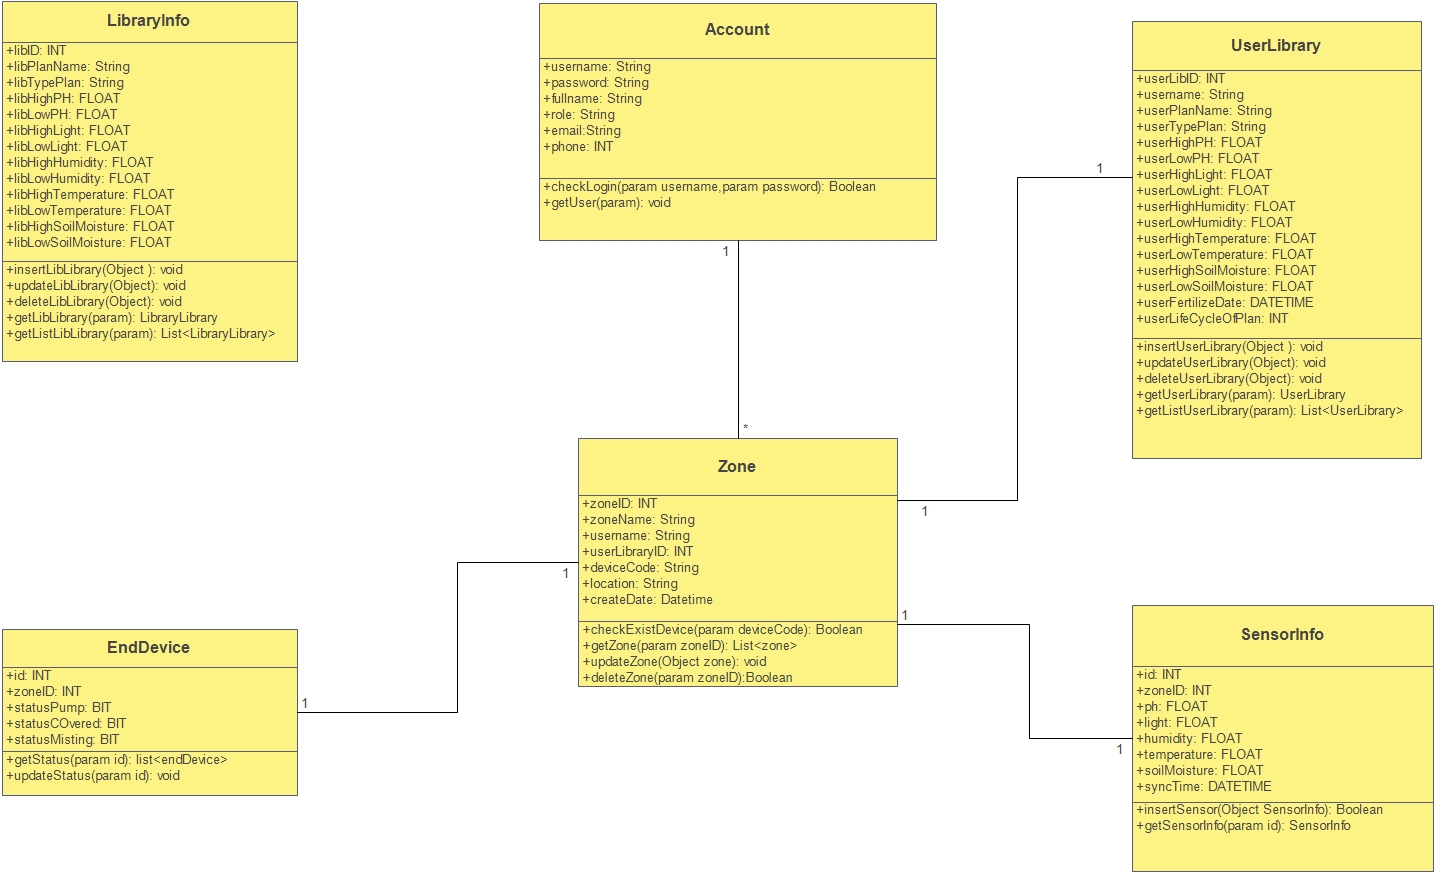 LibraryInfo
+libID: INT
+libPlanName: String
+libTypePlan: String
+libHighPH: FLOAT
+libLowPH: FLOAT
+libHighLight: FLOAT
+libLowLight: FLOAT
+libHighHumidity: FLOAT
+libLowHumidity: FLOAT
+libHighTemperature: FLOAT
+libLowTemperature: FLOAT
+libHighSoilMoisture: FLOAT
+libLowSoilMoisture: FLOAT
+insertLibLibrary(Object ): void
+updateLibLibrary(Object): void
+deleteLibLibrary(Object): void
+getLibLibrary(param): LibraryLibrary
+getListLibLibrary(param): List<LibraryLibrary>
Account
+username: String
+password: String
+fullname: String
+role: String
+email:String
+phone: INT
+checkLogin(param username,param password): Boolean
+getUser(param): void
1
*
UserLibrary
+userLibID: INT
+username: String
+userPlanName: String
+userTypePlan: String
+userHighPH: FLOAT
+userLowPH: FLOAT
+userHighLight: FLOAT
+userLowLight: FLOAT
+userHighHumidity: FLOAT
+userLowHumidity: FLOAT
+userHighTemperature: FLOAT
+userLowTemperature: FLOAT
+userHighSoilMoisture: FLOAT
+userLowSoilMoisture: FLOAT
+userFertilizeDate: DATETIME
+userLifeCycleOfPlan: INT
+insertUserLibrary(Object ): void
+updateUserLibrary(Object): void
+deleteUserLibrary(Object): void
+getUserLibrary(param): UserLibrary
+getListUserLibrary(param): List<UserLibrary>
1
Zone
+zoneID: INT
+zoneName: String
+username: String
+userLibraryID: INT
+deviceCode: String
+location: String
+createDate: Datetime
+checkExistDevice(param deviceCode): Boolean
+getZone(param zoneID): List<zone>
+updateZone(Object zone): void
+deleteZone(param zoneID):Boolean
1
1
1
EndDevice
+id: INT
+zoneID: INT
+statusPump: BIT
+statusCOvered: BIT
+statusMisting: BIT
+getStatus(param id): list<endDevice>
+updateStatus(param id): void
1
SensorInfo
+id: INT
+zoneID: INT
+ph: FLOAT
+light: FLOAT
+humidity: FLOAT
+temperature: FLOAT
+soilMoisture: FLOAT
+syncTime: DATETIME
+insertSensor(Object SensorInfo): Boolean
+getSensorInfo(param id): SensorInfo
1